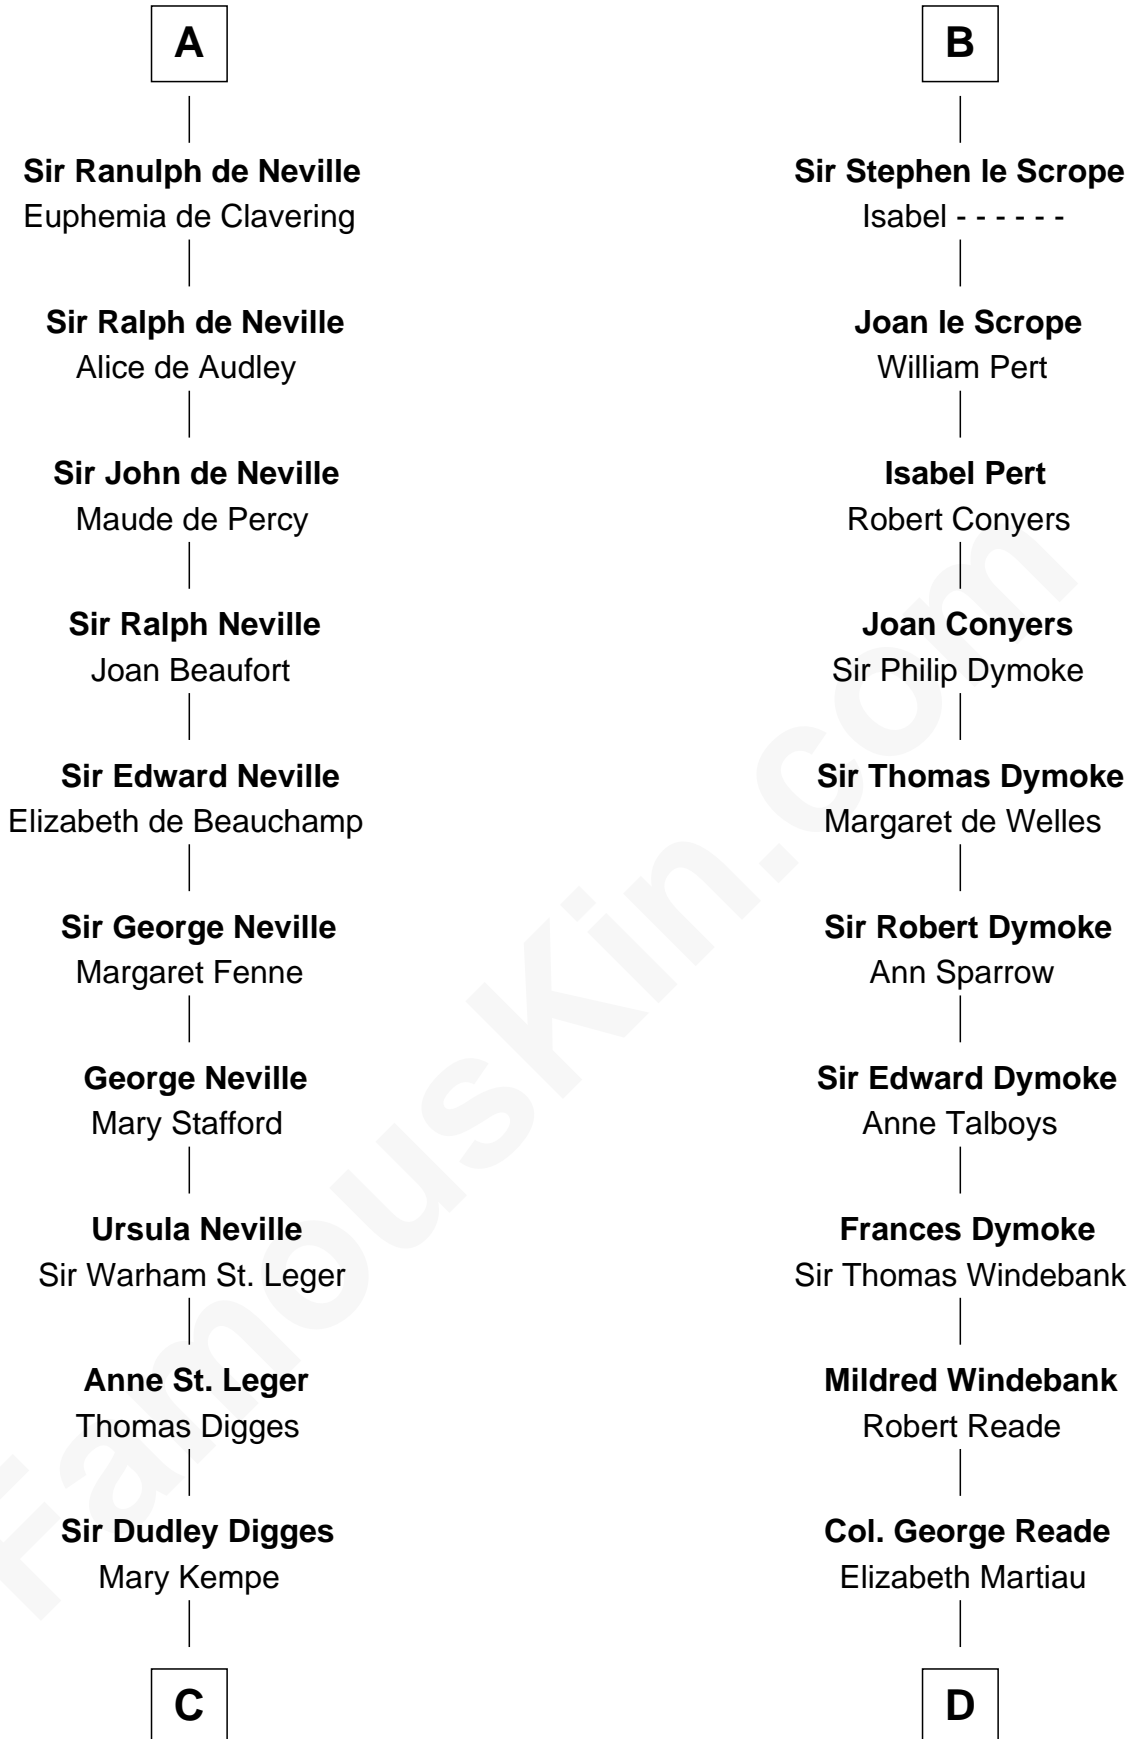 A
Sir Ranulph de Neville
Euphemia de Clavering
Sir Ralph de Neville
Alice de Audley
Sir John de Neville
Maude de Percy
Sir Ralph Neville
Joan Beaufort
Sir Edward Neville
Elizabeth de Beauchamp
Sir George Neville
Margaret Fenne
George Neville
Mary Stafford
Ursula Neville
Sir Warham St. Leger
Anne St. Leger
Thomas Digges
Sir Dudley Digges
Mary Kempe
C
B
Sir Stephen le Scrope
Isabel - - - - - -
Joan le Scrope
William Pert
Isabel Pert
Robert Conyers
Joan Conyers
Sir Philip Dymoke
Sir Thomas Dymoke
Margaret de Welles
Sir Robert Dymoke
Ann Sparrow
Sir Edward Dymoke
Anne Talboys
Frances Dymoke
Sir Thomas Windebank
Mildred Windebank
Robert Reade
Col. George Reade
Elizabeth Martiau
D
FamousKin.com